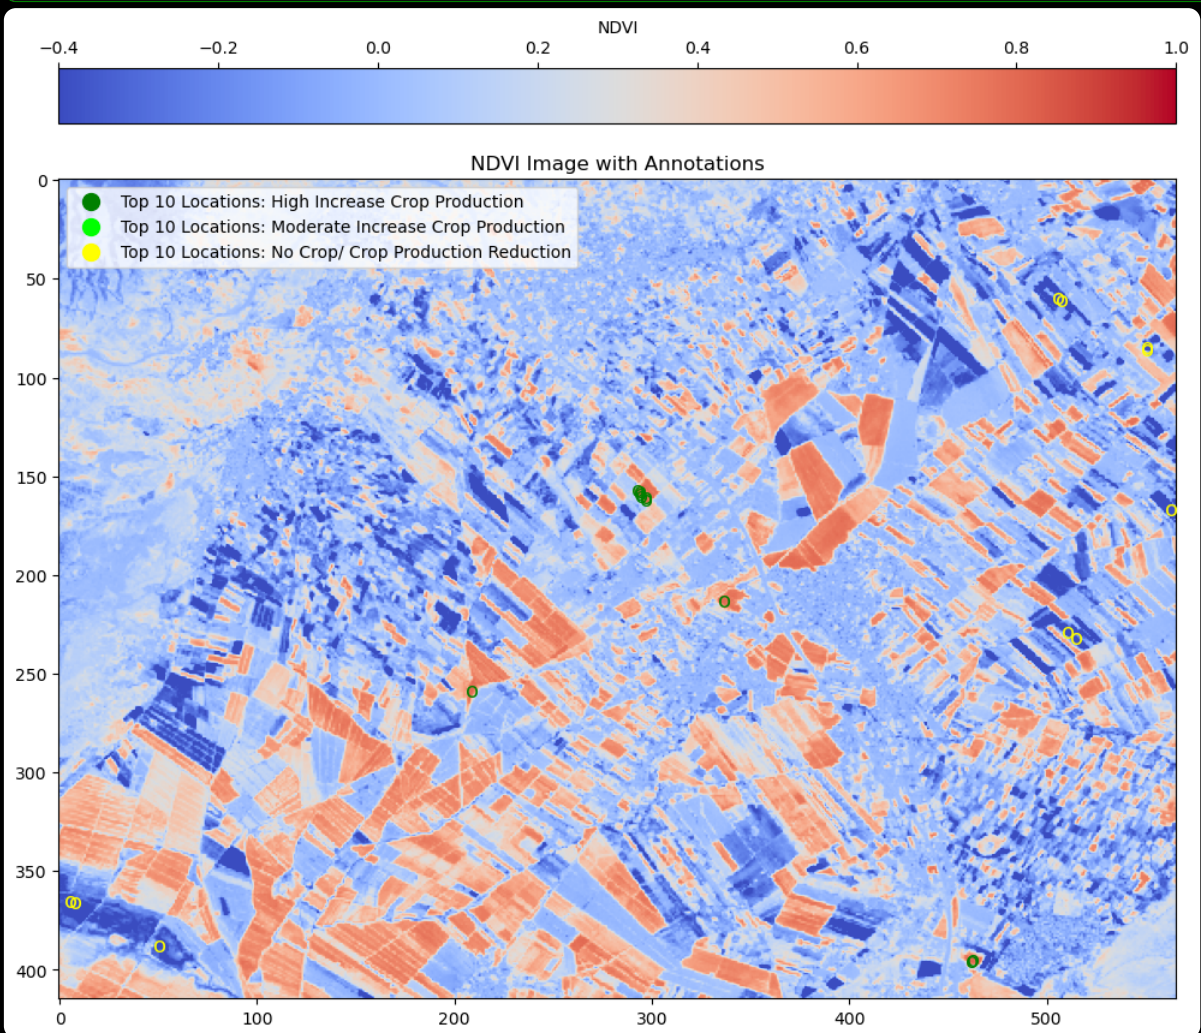 NDVI
−0.4 −0.2 0.0 0.2 0.4 0.6 0.8 1.0
NDVI Image with Annotations
Top 10 Locations: High Increase Crop Production
Top 10 Locations: Moderate Increase Crop Production
Top 10 Locations: No Crop/ Crop Production Reduction
0
50
100
150
200
250
300
350
400
0 100 200 300 400 500